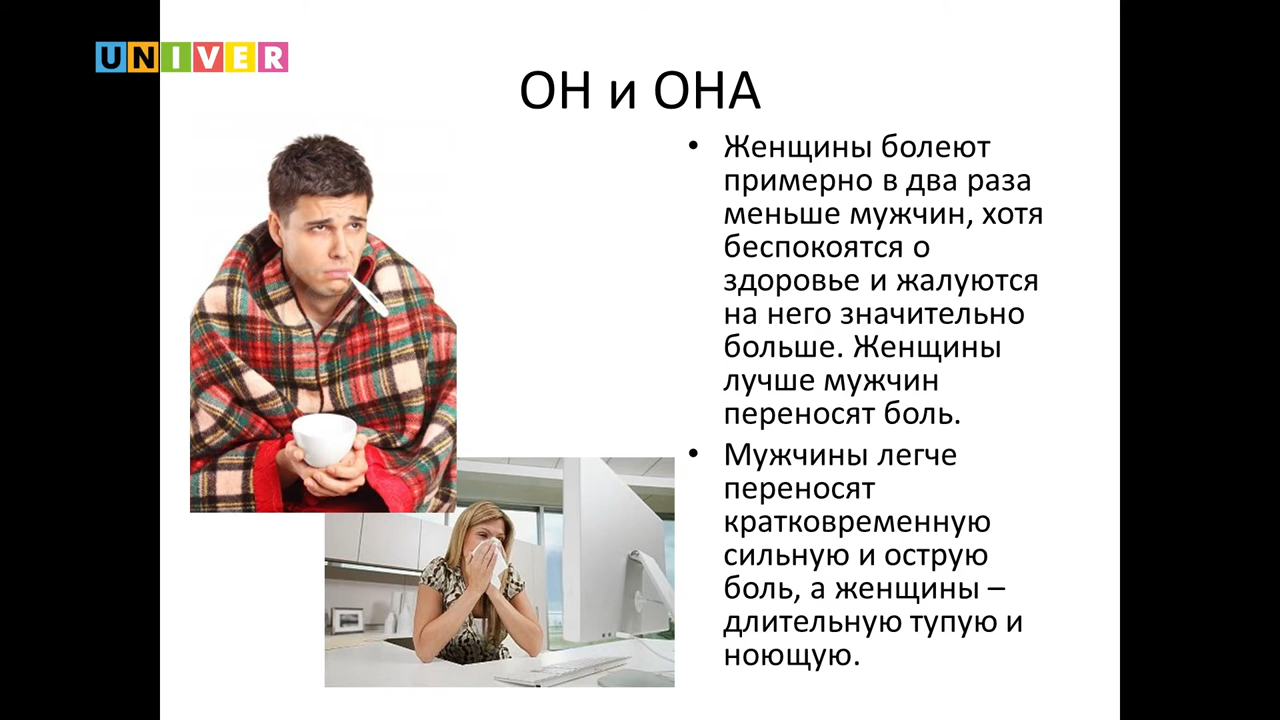 UNIVER
ОН и ОНА
• Женщины болеют
примерно в два раза
меньше мужчин, хотя
беспокоятся о
здоровье и жалуются
на него значительно
больше. Женщины
лучше мужчин
переносят боль.
• Мужчины легче
переносят
кратковременную
сильную и острую
боль, а женщины –
длительную тупую и
ноющую.